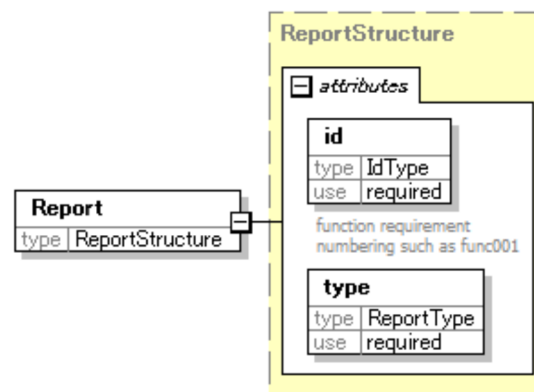 ReportStructure
attributes
id
type IdType
use required
function requirement
numbering such as func001
Report
type ReportStructure
type
type ReportType
use required